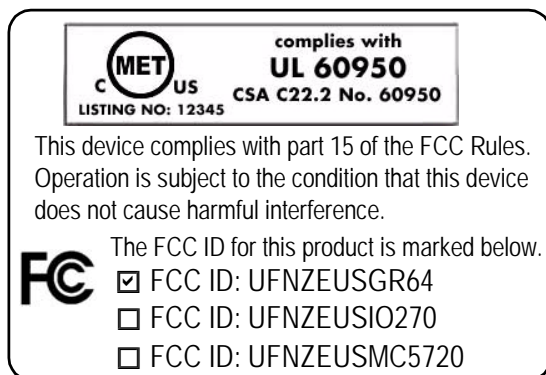 complies with
MET
UL 60950
C US
CSA C22.2 No. 60950
LISTING NO: 12345
This device complies with part 15 of the FCC Rules.
Operation is subject to the condition that this device
does not cause harmful interference.
The FCC ID for this product is marked below.
FC
☑ FCC ID: UFNZEUSGR64
☐ FCC ID: UFNZEUSIO270
☐ FCC ID: UFNZEUSMC5720